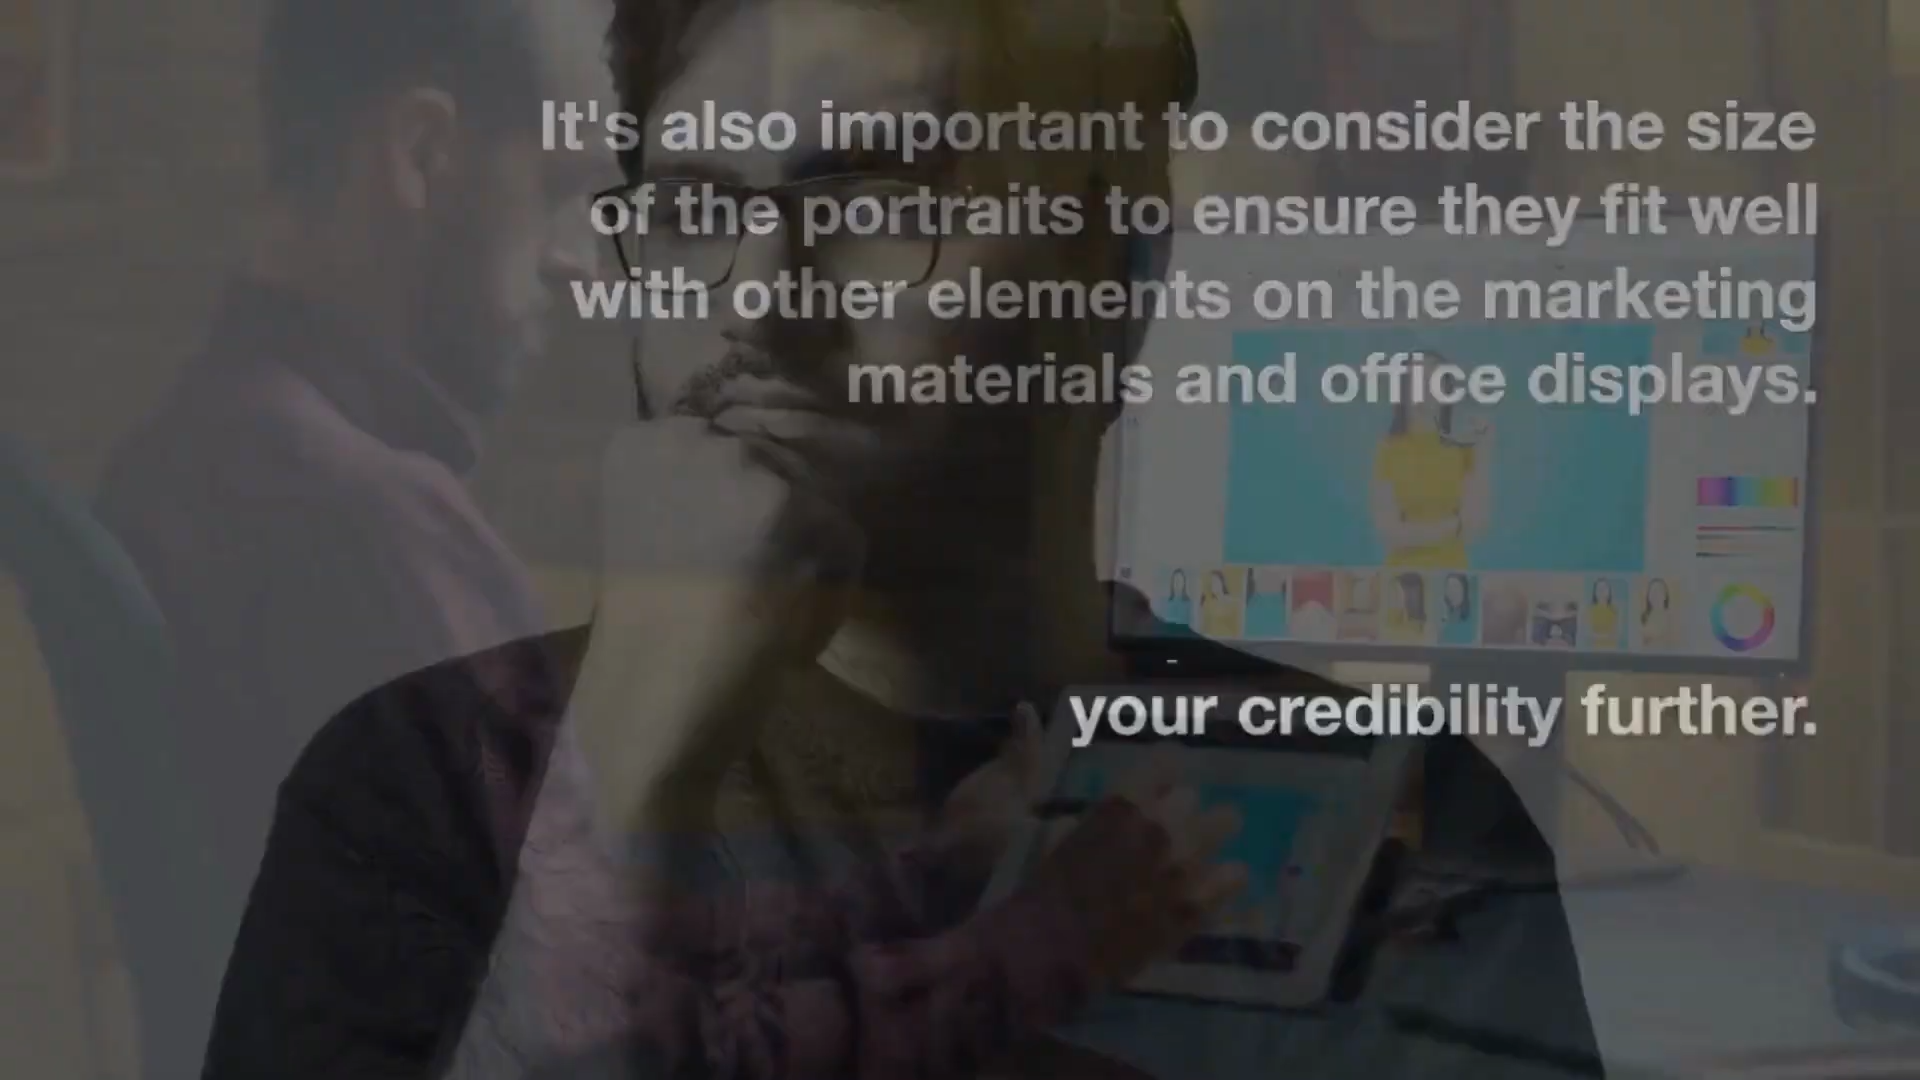 It's also important to consider the size
of the portraits to ensure they fit well
with other elements on the marketing
materials and office displays.
your credibility further.